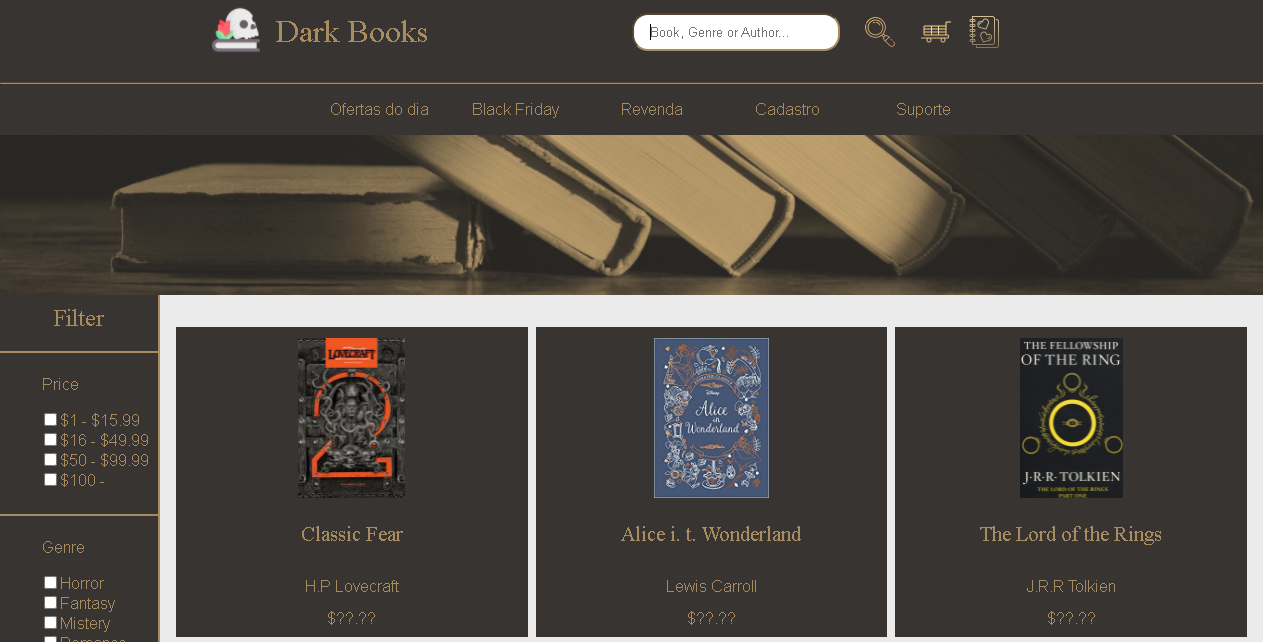 Dark Books
Book, Genre or Author...
Ofertas do dia
Black Friday
Revenda
Cadastro
Suporte
Filter
Price
$1 - $15.99
$16 - $49.99
$50 - $99.99
$100 -
Genre
Horror
Fantasy
Mistery
Romance
LOVECRAFT
2
Classic Fear
H.P Lovecraft
$??.??
Disney
Alice
in
Wonderland
Alice i. t. Wonderland
Lewis Carroll
$??.??
THE FELLOWSHIP
OF THE RING
J·R·R·TOLKIEN
THE LORD OF THE RINGS
PART ONE
The Lord of the Rings
J.R.R Tolkien
$??.??